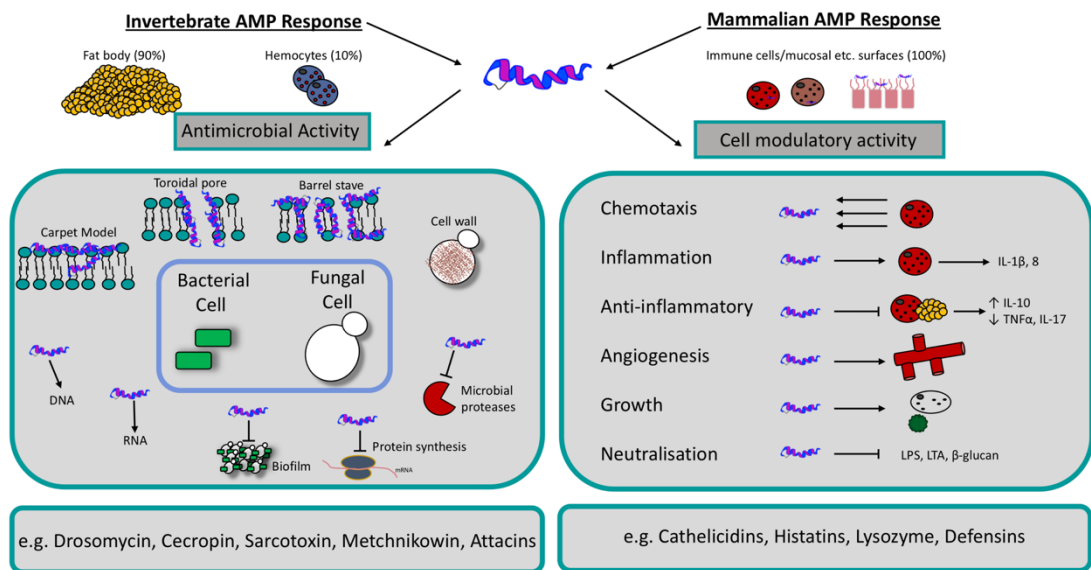 Invertebrate AMP Response
Fat body (90%)
Hemocytes (10%)
Antimicrobial Activity
Mammalian AMP Response
Immune cells/mucosal etc. surfaces (100%)
Cell modulatory activity
Toroidal pore
Barrel stave
Carpet Model
Cell wall
Bacterial
Cell
Fungal
Cell
DNA
RNA
Biofilm
Protein synthesis
mRNA
Microbial
proteases
Chemotaxis
Inflammation
IL-1β, 8
Anti-inflammatory
↑ IL-10
↓ TNFα, IL-17
Angiogenesis
Growth
Neutralisation
LPS, LTA, β-glucan
e.g. Drosomycin, Cecropin, Sarcotoxin, Metchnikowin, Attacins
e.g. Cathelicidins, Histatins, Lysozyme, Defensins